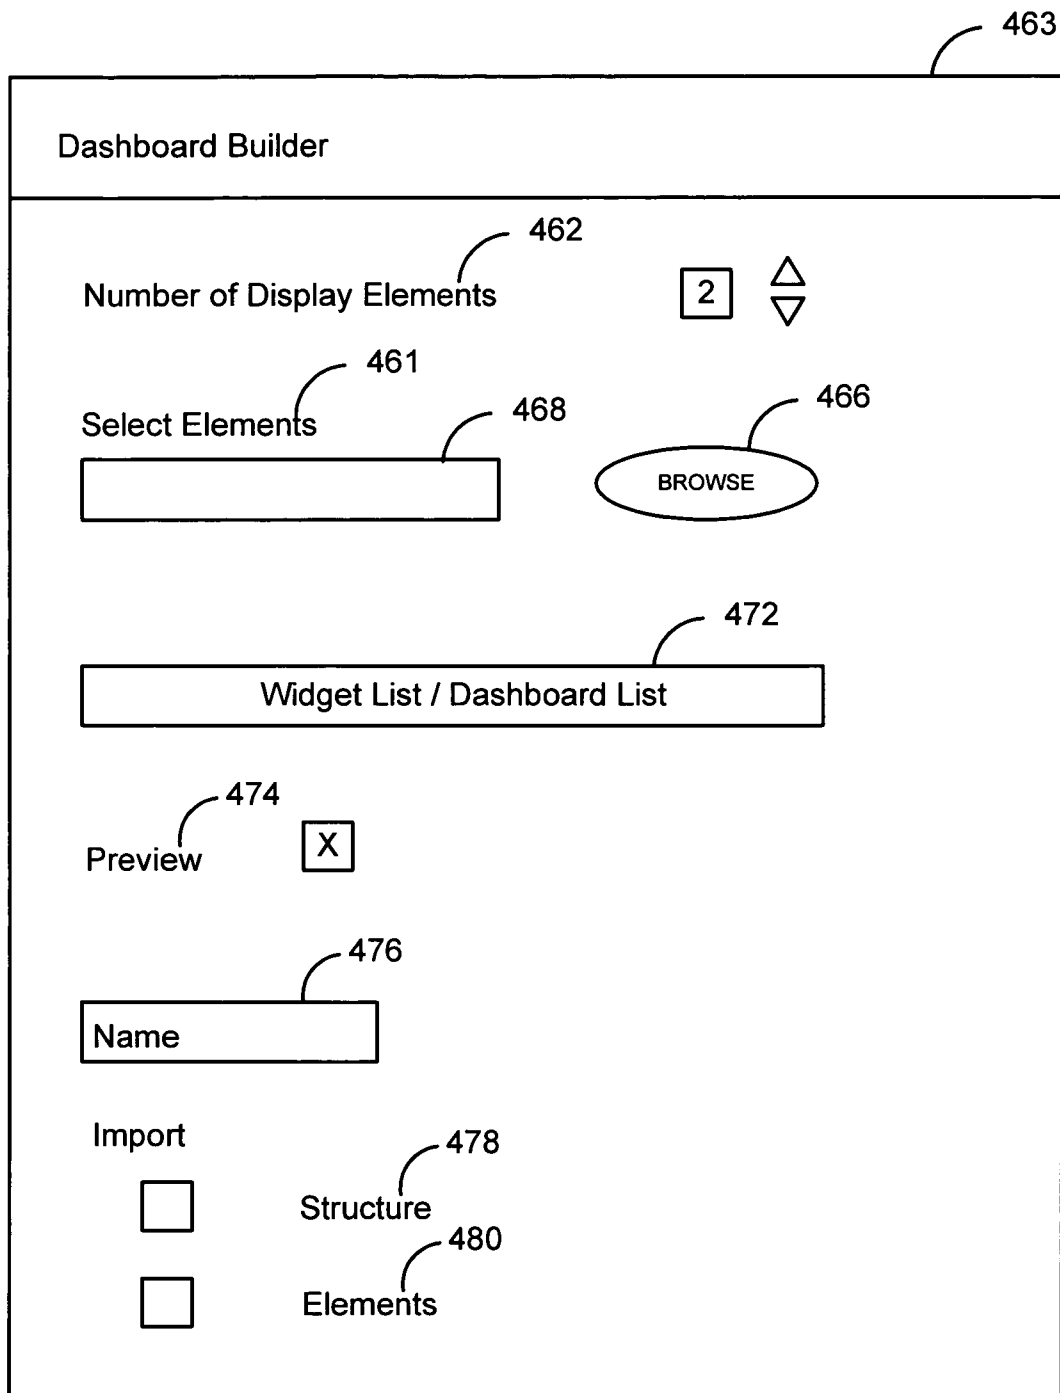 463
Dashboard Builder
462
Number of Display Elements
2
461
Select Elements
468
466
BROWSE
472
Widget List / Dashboard List
474
Preview
X
476
Name
Import
478
Structure
480
Elements